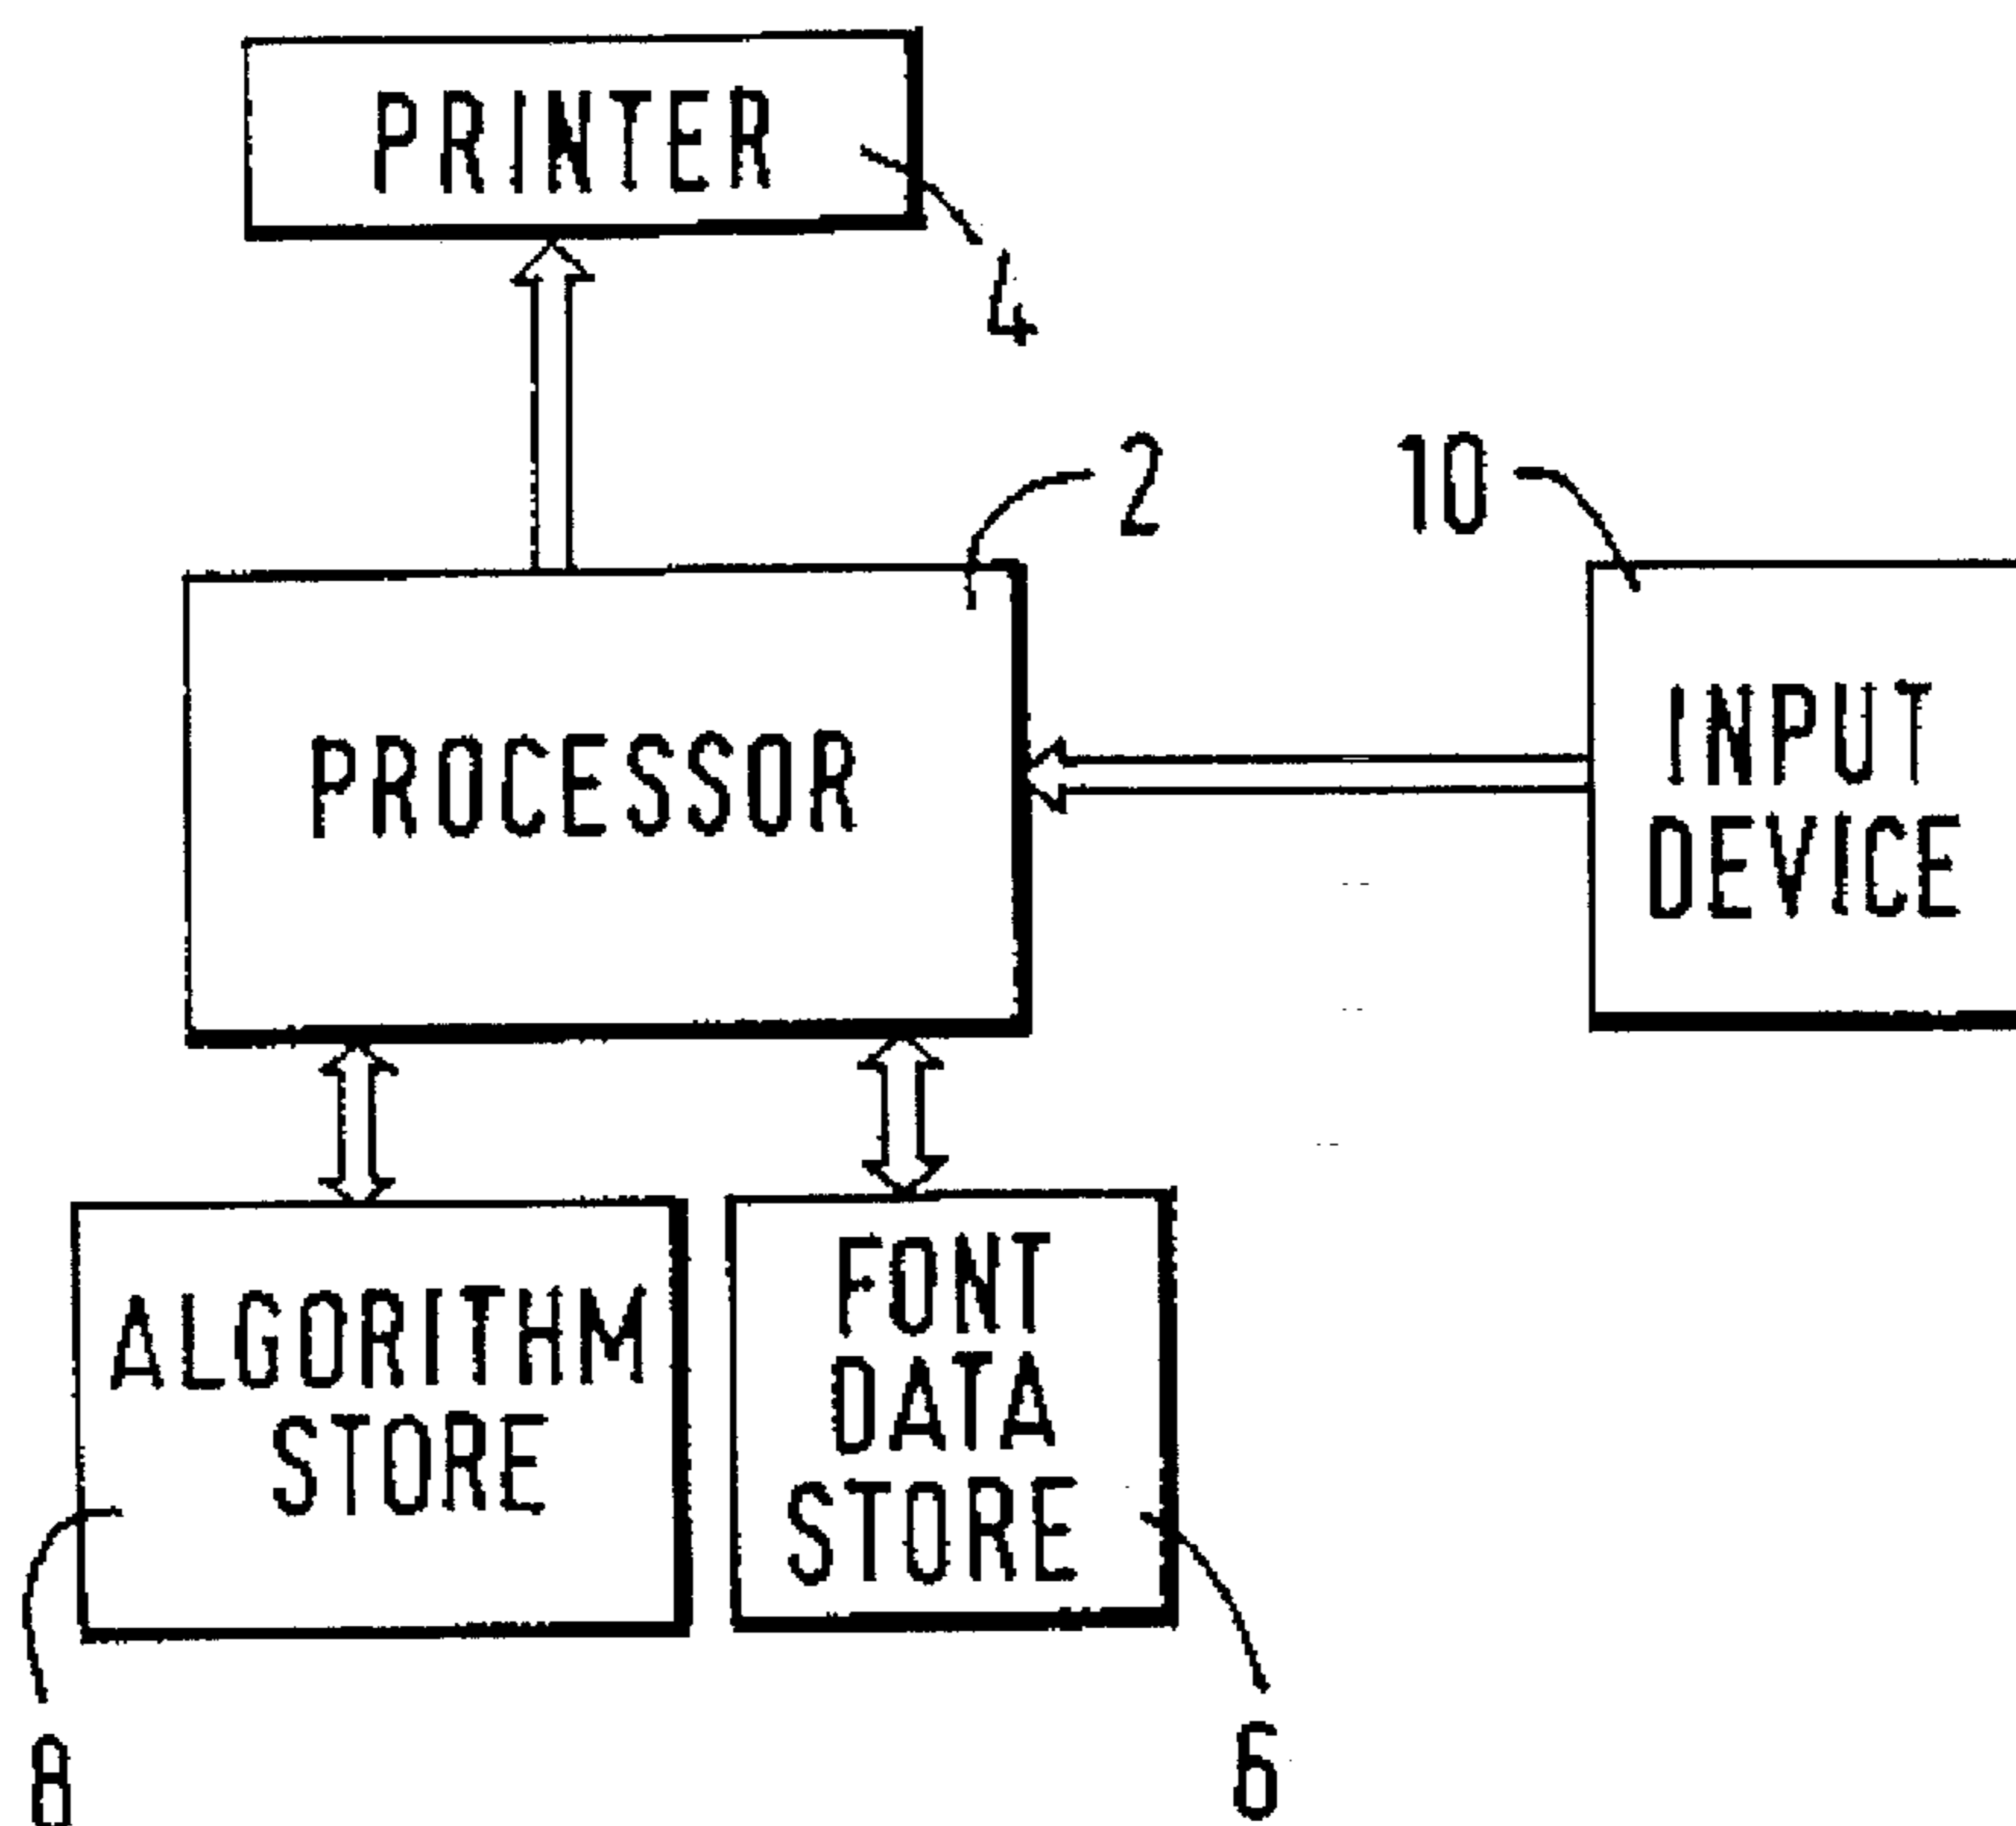 PRINTER
4
2
10
PROCESSOR
INPUT
DEVICE
ALGORITHM
STORE
FONT
DATA
STORE
8
6